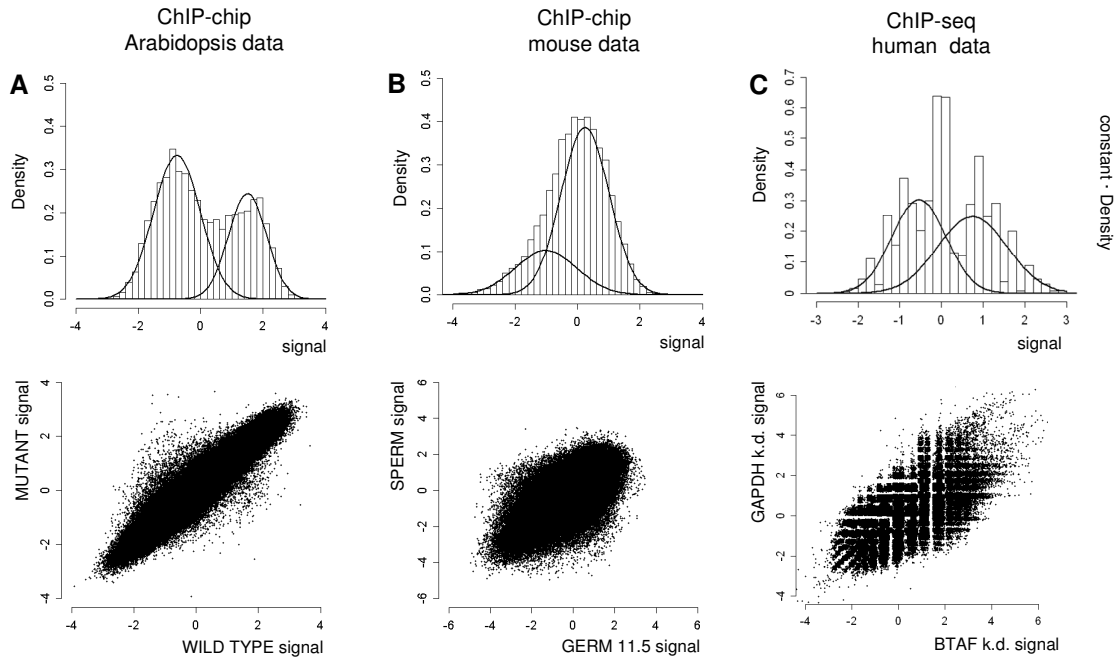 ChIP-chip
Arabidopsis data
ChIP-chip
mouse data
ChIP-seq
human data
A
Density
0.0 0.1 0.2 0.3 0.4 0.5
-4 -2 0 2 4
signal
B
Density
0.0 0.1 0.2 0.3 0.4 0.5
-4 -2 0 2 4
signal
C
Density
0 0.1 0.2 0.3 0.4 0.5 0.6 0.7
-3 -2 -1 0 1 2 3
signal
constant · Density
MUTANT signal
-4 -2 0 2 4
-4 -2 0 2 4
WILD TYPE signal
SPERM signal
-6 -4 -2 0 2 4 6
-6 -4 -2 0 2 4 6
GERM 11.5 signal
GAPDH k.d. signal
-4 -2 0 2 4 6
-4 -2 0 2 4 6
BTAF k.d. signal